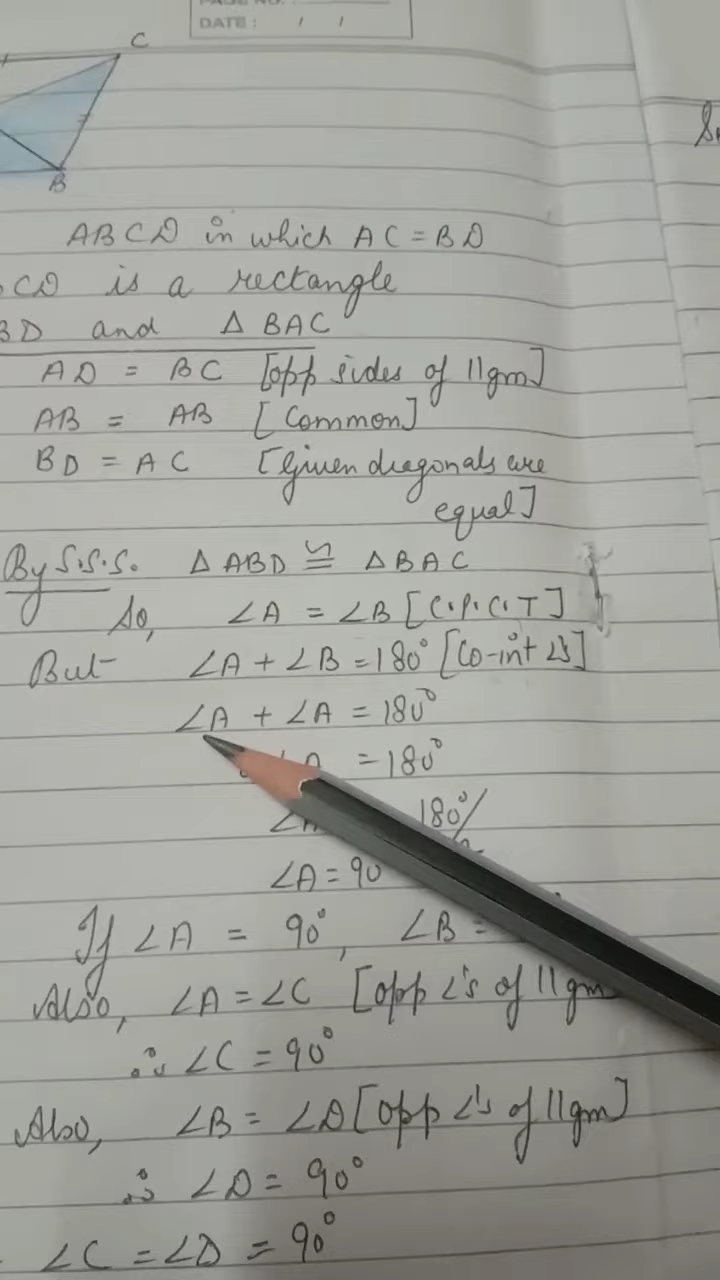 DATE : / /
C
B
ABCD in which AC = BD
CD is a rectangle
BD and Δ BAC
AD = BC [opp sides of ||gm]
AB = AB [Common]
BD = AC [Given diagonals are
equal]
By S.S.S. Δ ABD ≅ Δ BAC
So, ∠A = ∠B [C.P.C.T]
But ∠A + ∠B = 180° [Co-int ∠s]
∠A + ∠A = 180°
= 180°
180°/
∠A = 90
If ∠A = 90°, ∠B =
Also, ∠A = ∠C [opp ∠'s of ||gm
∴ ∠C = 90°
Also, ∠B = ∠D [opp ∠'s of ||gm]
∴ ∠D = 90°
∠C = ∠D = 90°